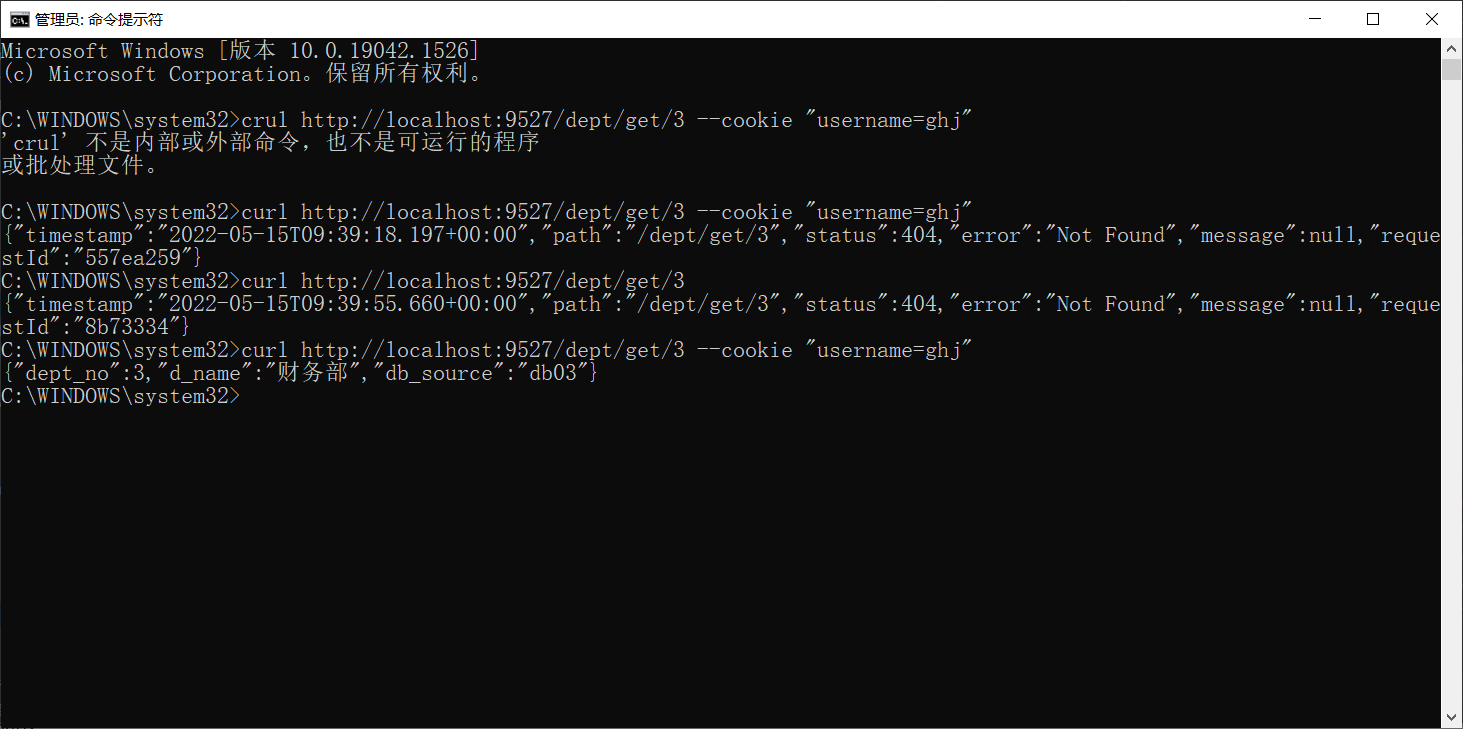 管理员: 命令提示符
Microsoft Windows [版本 10.0.19042.1526]
(c) Microsoft Corporation。保留所有权利。
C:\WINDOWS\system32>crul http://localhost:9527/dept/get/3 --cookie "username=ghj"
'crul' 不是内部或外部命令，也不是可运行的程序
或批处理文件。
C:\WINDOWS\system32>curl http://localhost:9527/dept/get/3 --cookie "username=ghj"
{"timestamp":"2022-05-15T09:39:18.197+00:00","path":"/dept/get/3","status":404,"error":"Not Found","message":null,"reque
stId":"557ea259"}
C:\WINDOWS\system32>curl http://localhost:9527/dept/get/3
{"timestamp":"2022-05-15T09:39:55.660+00:00","path":"/dept/get/3","status":404,"error":"Not Found","message":null,"reque
stId":"8b73334"}
C:\WINDOWS\system32>curl http://localhost:9527/dept/get/3 --cookie "username=ghj"
{"dept_no":3,"d_name":"财务部","db_source":"db03"}
C:\WINDOWS\system32>